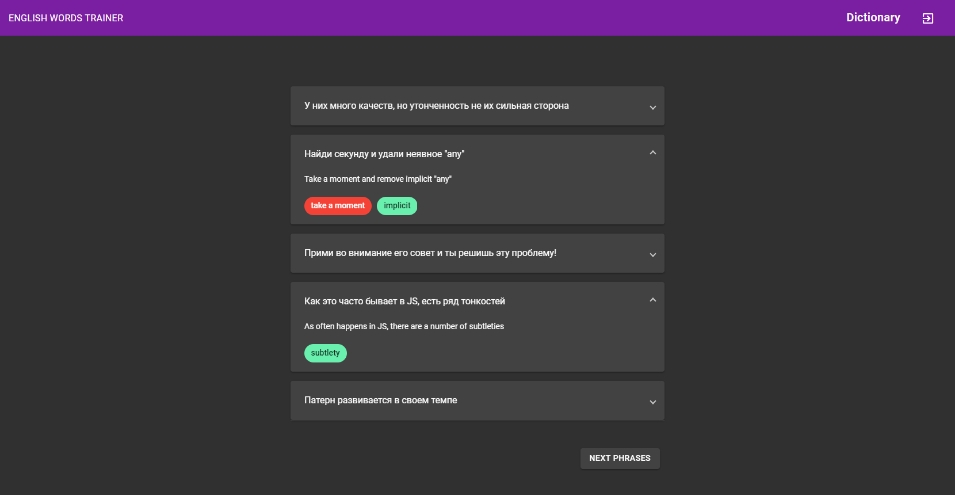 ENGLISH WORDS TRAINER
Dictionary
У них много качеств, но утонченность не их сильная сторона
Найди секунду и удали неявное "any"
Take a moment and remove implicit "any"
take a moment implicit
Прими во внимание его совет и ты решишь эту проблему!
Как это часто бывает в JS, есть ряд тонкостей
As often happens in JS, there are a number of subtleties
subtlety
Патерн развивается в своем темпе
NEXT PHRASES